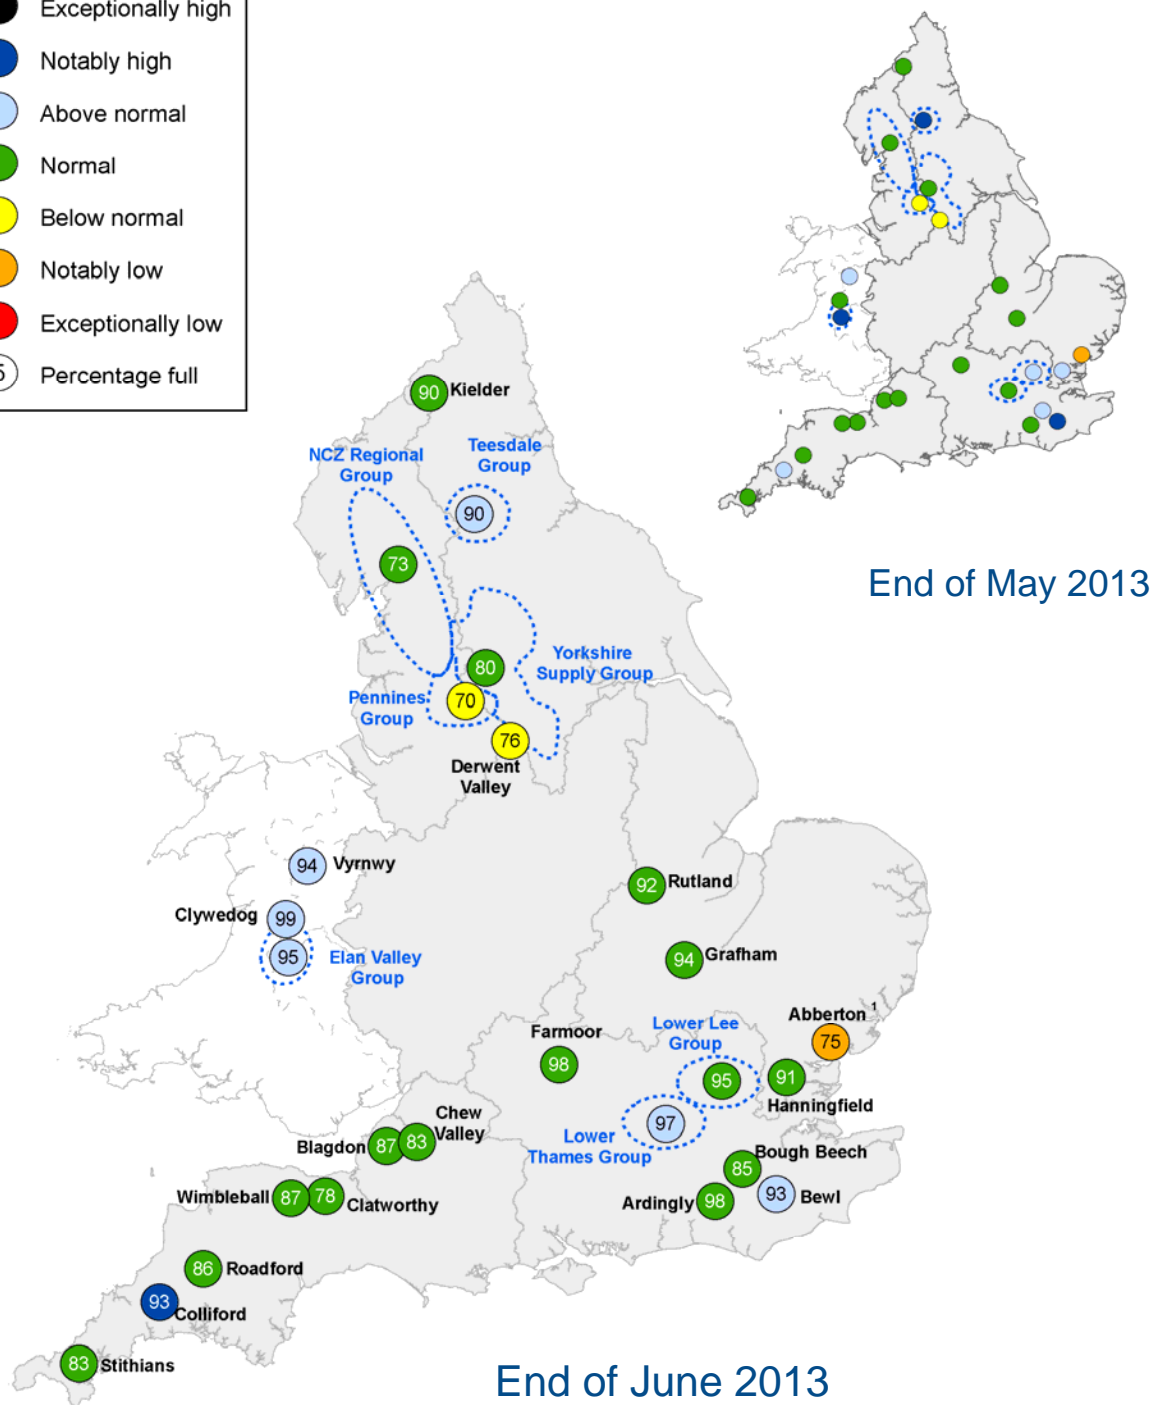 Exceptionally high
Notably high
Above normal
Normal
Below normal
Notably low
Exceptionally low
Percentage full
End of May 2013
90 Kielder
NCZ Regional
Group
Teesdale
Group
90
73
80
Yorkshire
Supply Group
Pennines
Group
70
76
Derwent
Valley
94 Vyrnwy
Clywedog 99
95
Elan Valley
Group
92 Rutland
94 Grafham
Abberton 1
75
Farmoor
98
Lower Lee
Group
95
91
Hanningfield
97
Lower
Thames Group
Chew
Valley
Blagdon 87 83
Bough Beech
85
Wimbleball 87 78 Clatworthy
Ardingly 98
93 Bewl
86 Roadford
93
Colliford
83 Stithians
End of June 2013